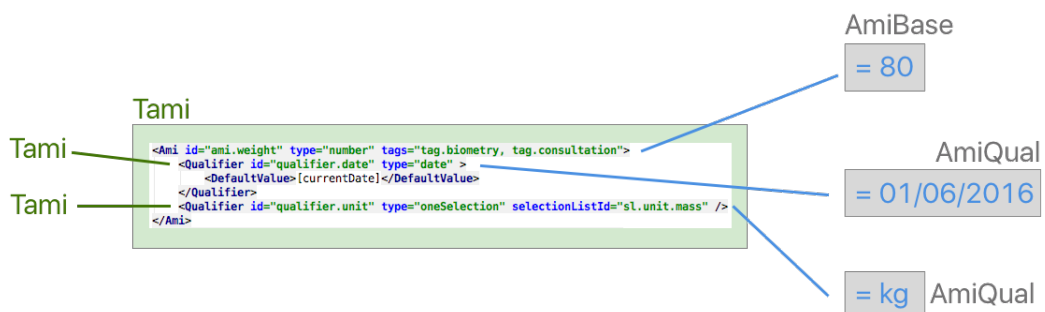 AmiBase
= 80
Tami
Tami
<Ami id="ami.weight" type="number" tags="tag.biometry, tag.consultation">
<Qualifier id="qualifier.date" type="date" >
<DefaultValue>[currentDate]</DefaultValue>
</Qualifier>
Tami
<Qualifier id="qualifier.unit" type="oneSelection" selectionListId="sl.unit.mass" />
</Ami>
AmiQual
= 01/06/2016
= kg AmiQual